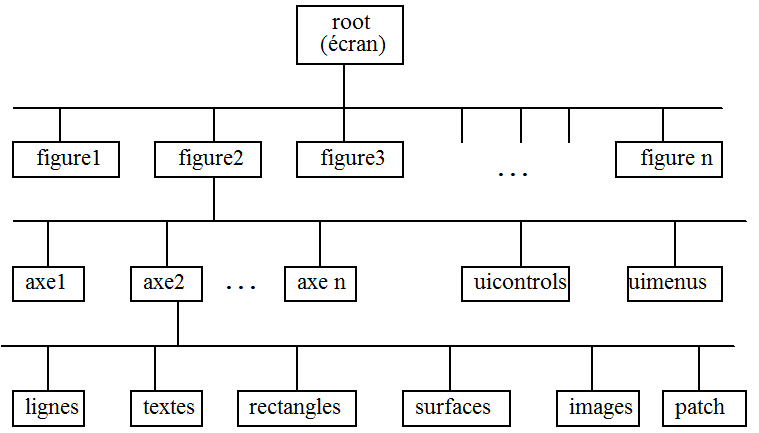 root
(écran)
figure1 figure2 figure3 ... figure n
axe1 axe2 ... axe n uicontrols uimenus
lignes textes rectangles surfaces images patch